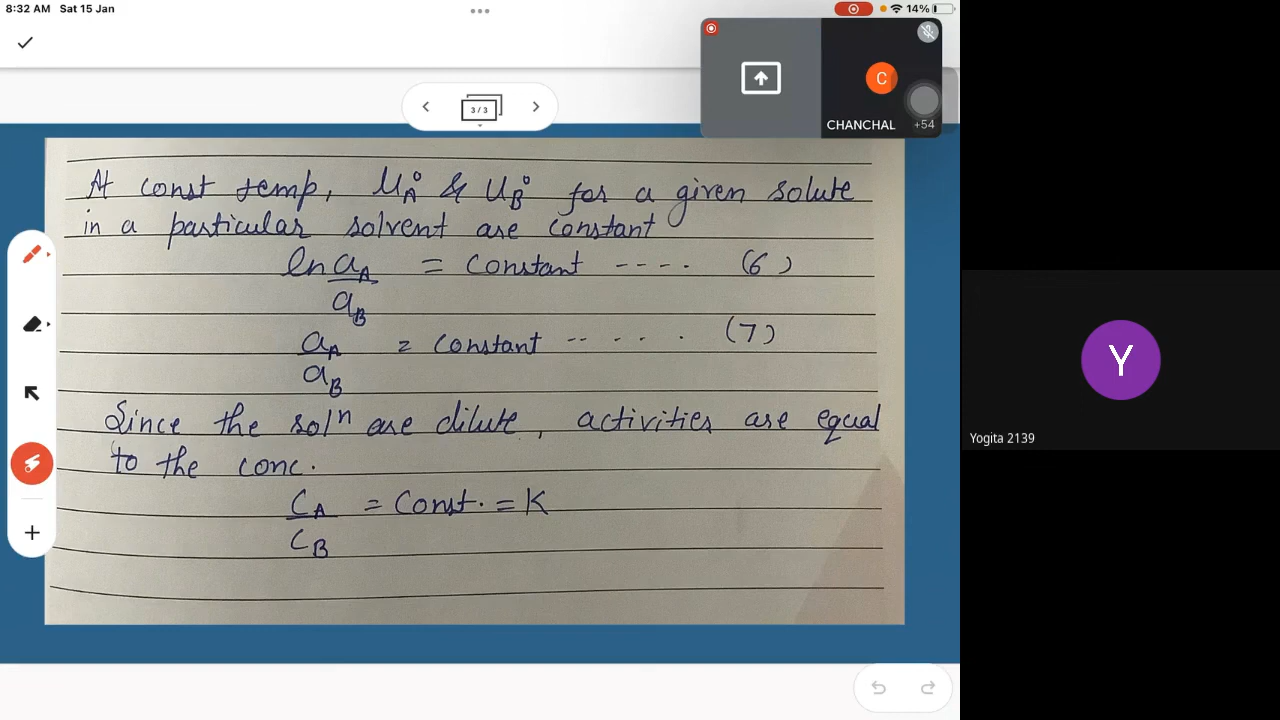 8:32 AM Sat 15 Jan
14%
3 / 3
C
CHANCHAL
+54
At const temp, μA° & μB° for a given solute
in a particular solvent are constant
ln aA/aB = constant ---- (6)
aA/aB = constant -- . . . . (7)
Since the solⁿ are dilute, activities are equal
to the conc.
CA/CB = Const. = K
Y
Yogita 2139